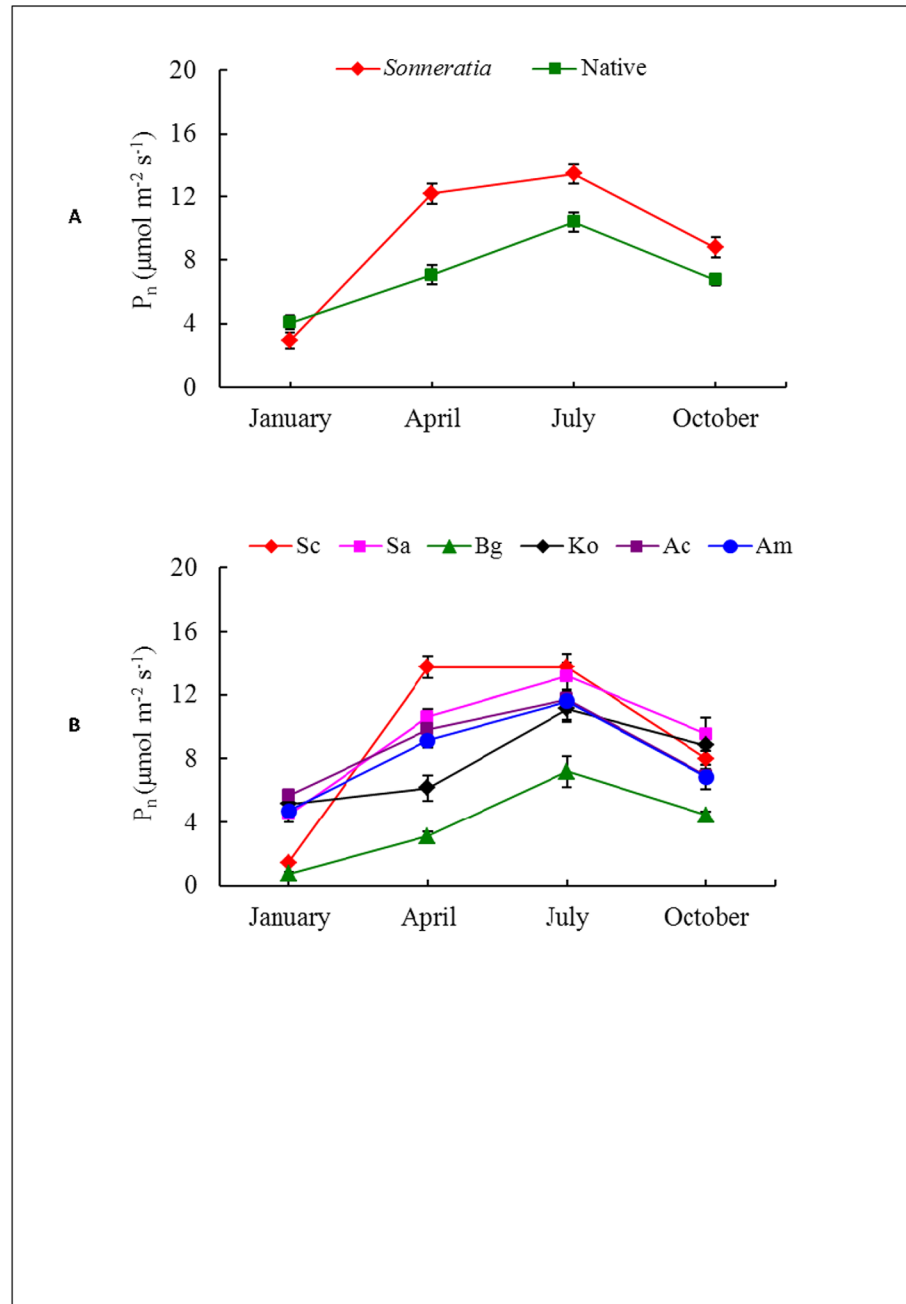 Sonneratia Native
20
16
12
8
4
0
A
Pn (µmol m-2 s-1)
January April July October
Sc Sa Bg Ko Ac Am
20
16
12
8
4
0
B
Pn (µmol m-2 s-1)
January April July October